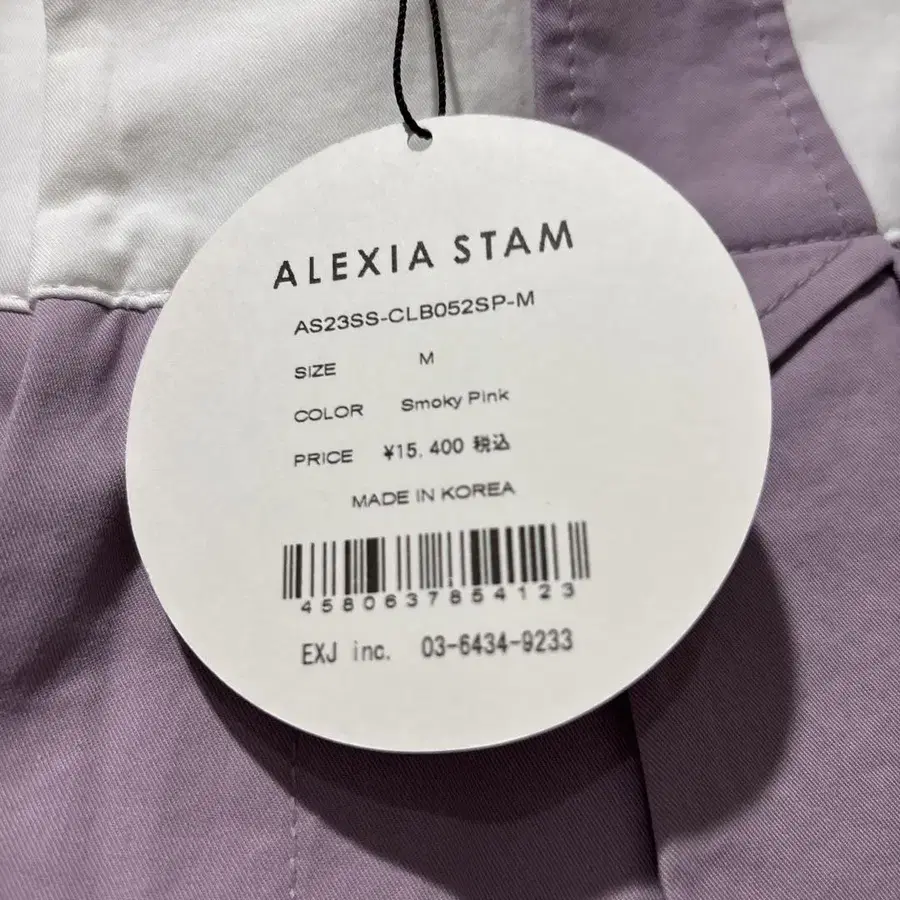 ALEXIA STAM
AS23SS-CLB052SP-M
SIZE M
COLOR Smoky Pink
PRICE ¥15,400 税込
MADE IN KOREA
4580637854123
EXJ inc. 03-6434-9233